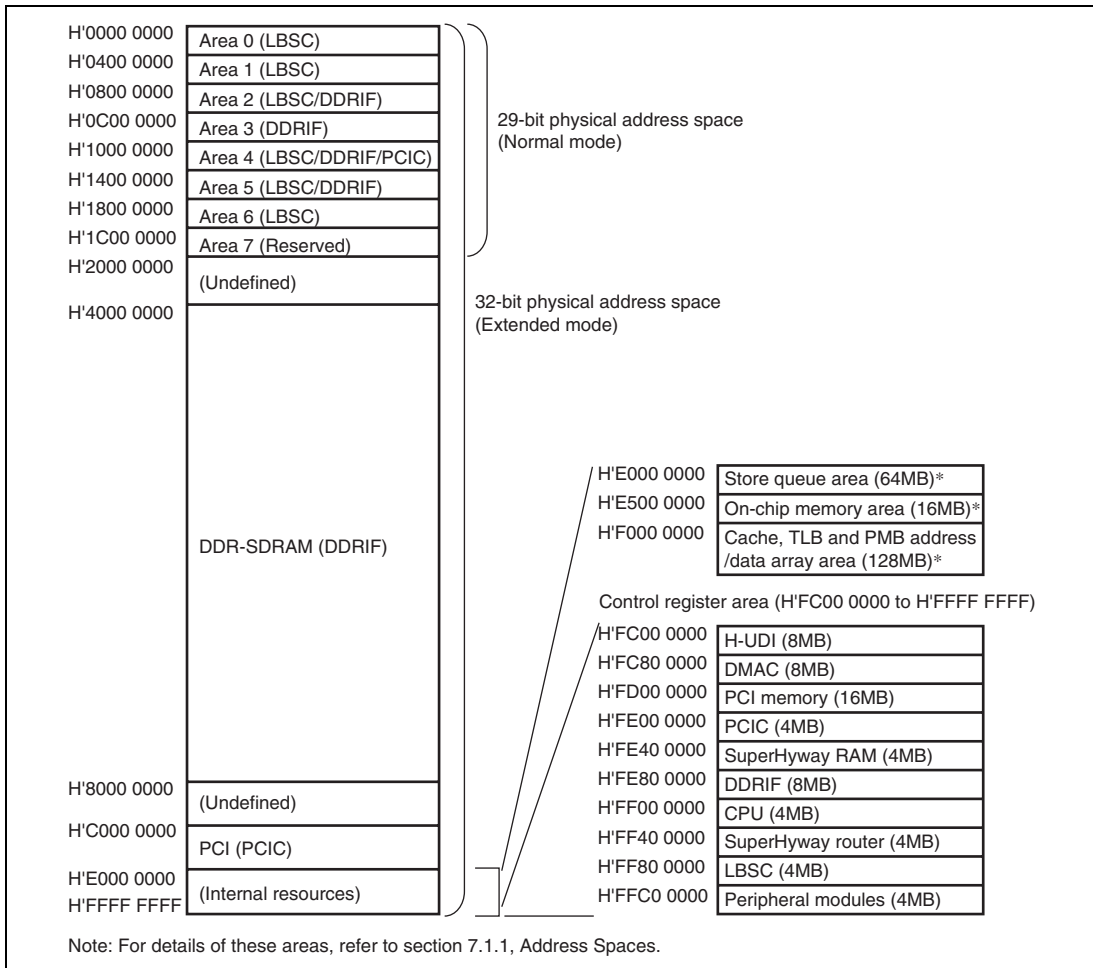 H'0000 0000 Area 0 (LBSC)
H'0400 0000 Area 1 (LBSC)
H'0800 0000 Area 2 (LBSC/DDRIF)
H'0C00 0000 Area 3 (DDRIF)
H'1000 0000 Area 4 (LBSC/DDRIF/PCIC)
H'1400 0000 Area 5 (LBSC/DDRIF)
H'1800 0000 Area 6 (LBSC)
H'1C00 0000 Area 7 (Reserved)
29-bit physical address space
(Normal mode)
H'2000 0000 (Undefined)
H'4000 0000
32-bit physical address space
(Extended mode)
DDR-SDRAM (DDRIF)
H'8000 0000 (Undefined)
H'C000 0000 PCI (PCIC)
H'E000 0000 (Internal resources)
H'FFFF FFFF
H'E000 0000 Store queue area (64MB)*
H'E500 0000 On-chip memory area (16MB)*
H'F000 0000 Cache, TLB and PMB address
/data array area (128MB)*
Control register area (H'FC00 0000 to H'FFFF FFFF)
H'FC00 0000 H-UDI (8MB)
H'FC80 0000 DMAC (8MB)
H'FD00 0000 PCI memory (16MB)
H'FE00 0000 PCIC (4MB)
H'FE40 0000 SuperHyway RAM (4MB)
H'FE80 0000 DDRIF (8MB)
H'FF00 0000 CPU (4MB)
H'FF40 0000 SuperHyway router (4MB)
H'FF80 0000 LBSC (4MB)
H'FFC0 0000 Peripheral modules (4MB)
Note: For details of these areas, refer to section 7.1.1, Address Spaces.